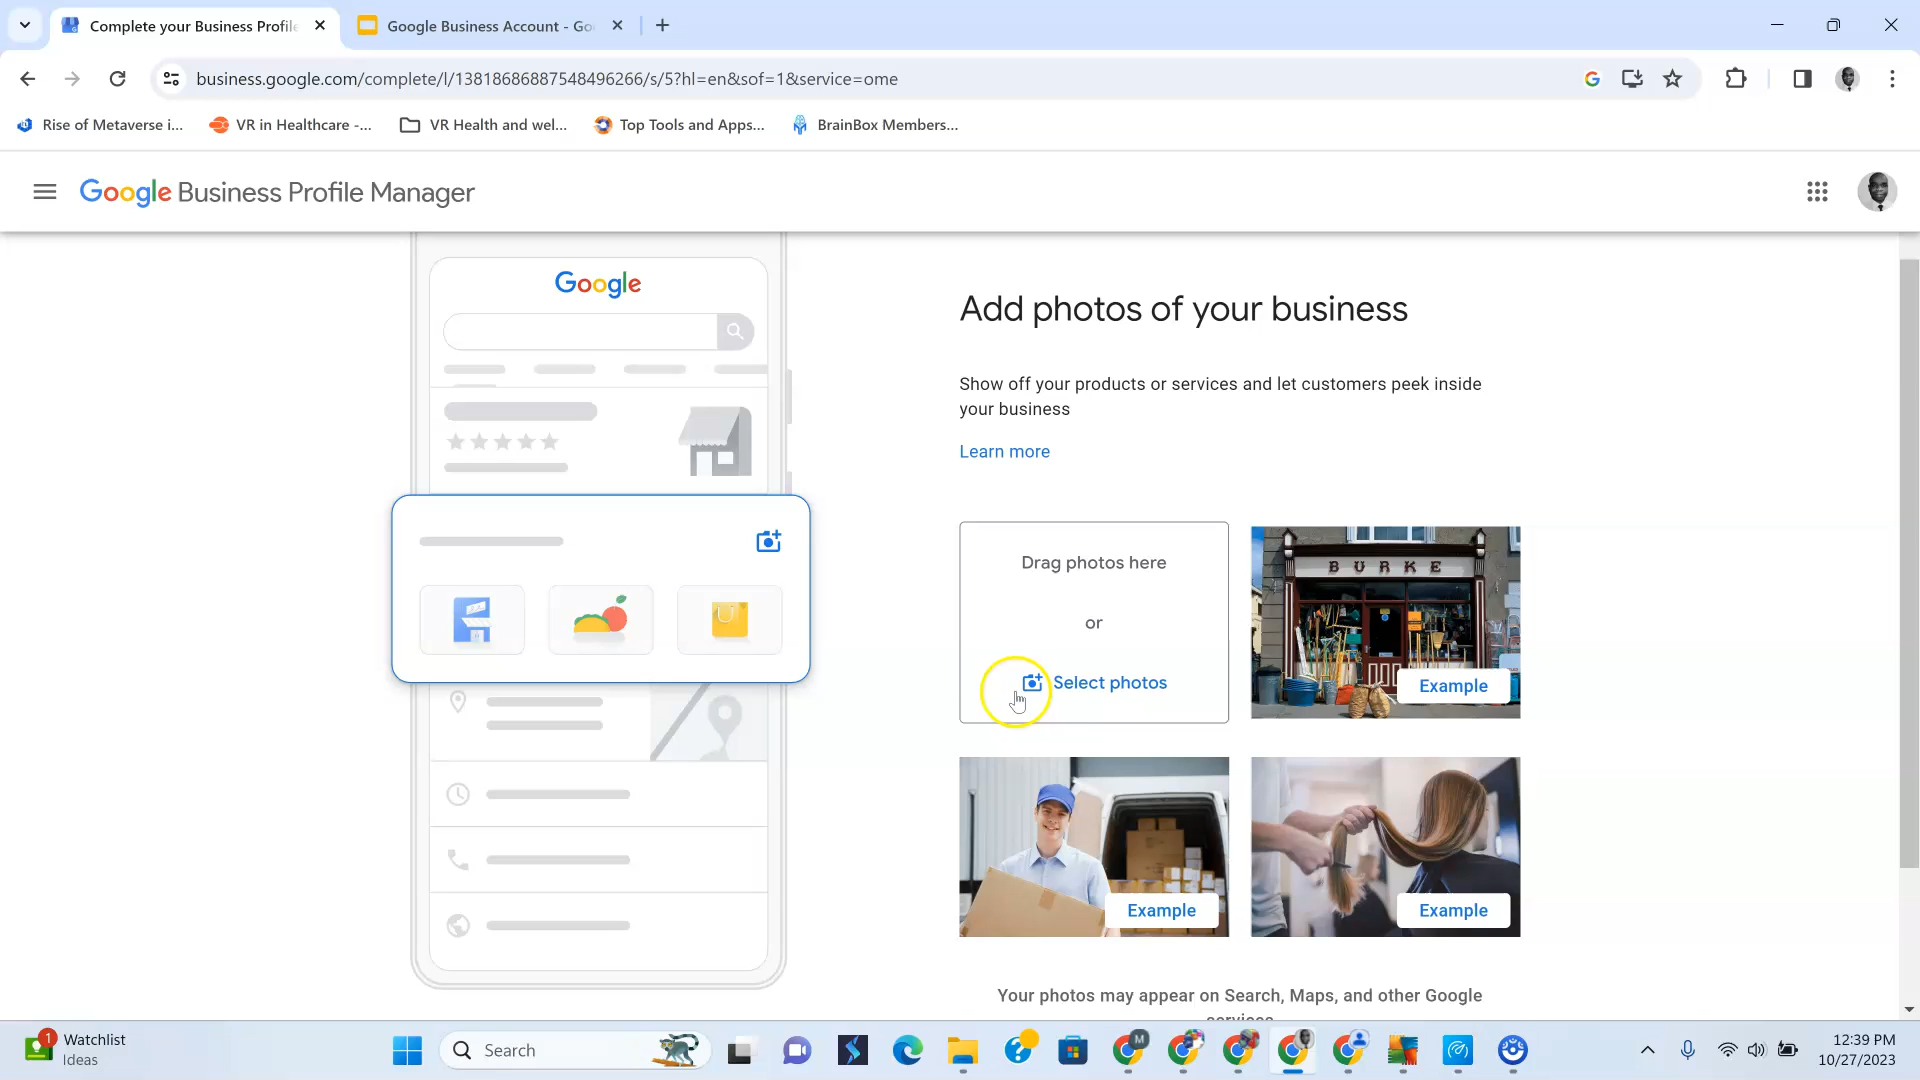 Complete your Business Profile
Google Business Account - Go
business.google.com/complete/l/13818686887548496266/s/5?hl=en&sof=1&service=ome
Rise of Metaverse i...
VR in Healthcare -...
VR Health and wel...
Top Tools and Apps...
BrainBox Members...
Google Business Profile Manager
Google
Add photos of your business
Show off your products or services and let customers peek inside
your business
Learn more
Drag photos here
or
Select photos
BURKE
Example
Example
Example
Your photos may appear on Search, Maps, and other Google
services
1
Watchlist
Ideas
Search
M
12:39 PM
10/27/2023